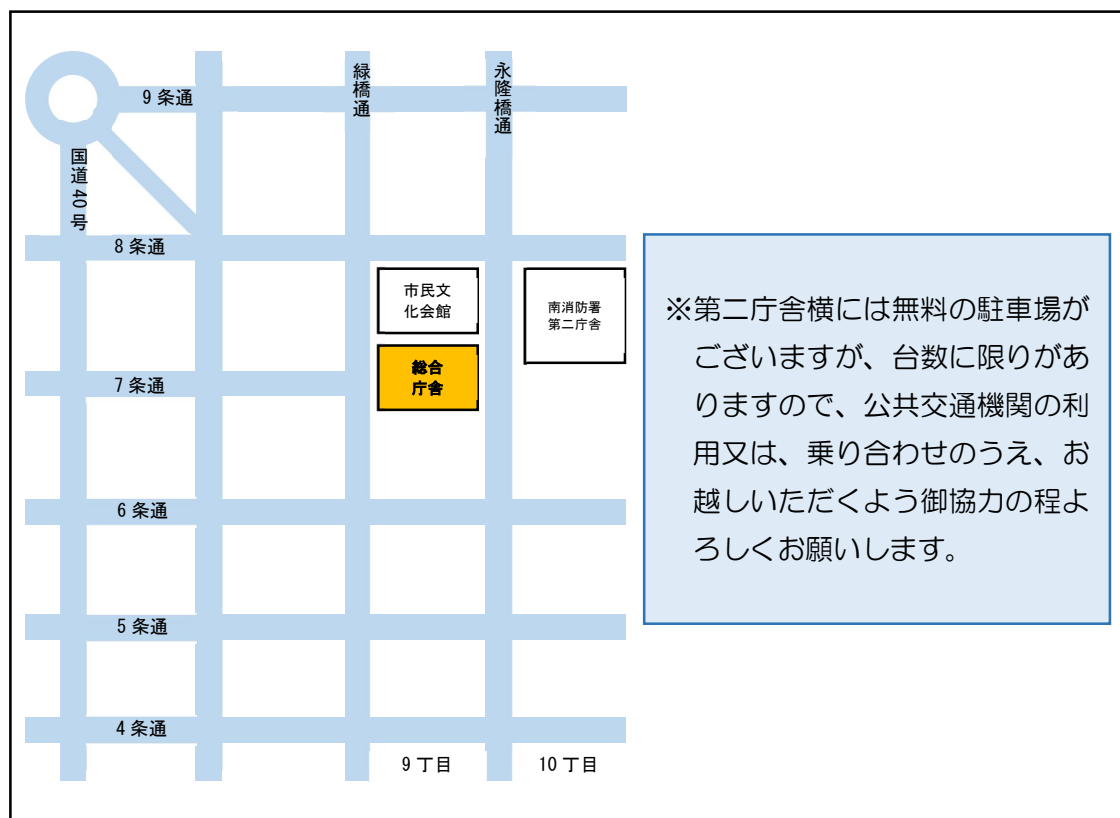 緑橋通
永隆橋通
9 条通
国道 40 号
8 条通
市民文
化会館
南消防署
第二庁舎
総合
庁舎
7 条通
6 条通
5 条通
4 条通
9 丁目
10 丁目
※第二庁舎横には無料の駐車場が
ございますが、台数に限りがあ
りますので、公共交通機関の利
用又は、乗り合わせのうえ、お
越しいただくよう御協力の程よ
ろしくお願いします。